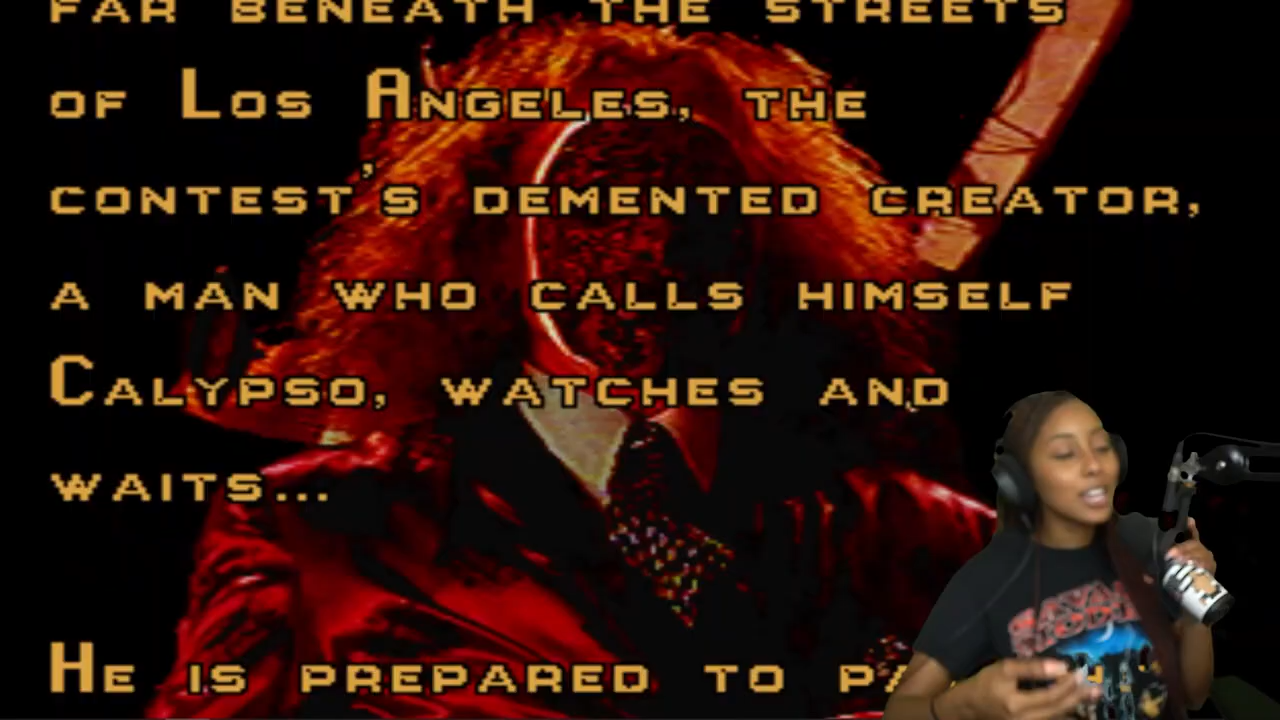 FAR BENEATH THE STREETS
OF LOS ANGELES, THE
CONTEST'S DEMENTED CREATOR,
A MAN WHO CALLS HIMSELF
CALYPSO, WATCHES AND
WAITS...
HE IS PREPARED TO